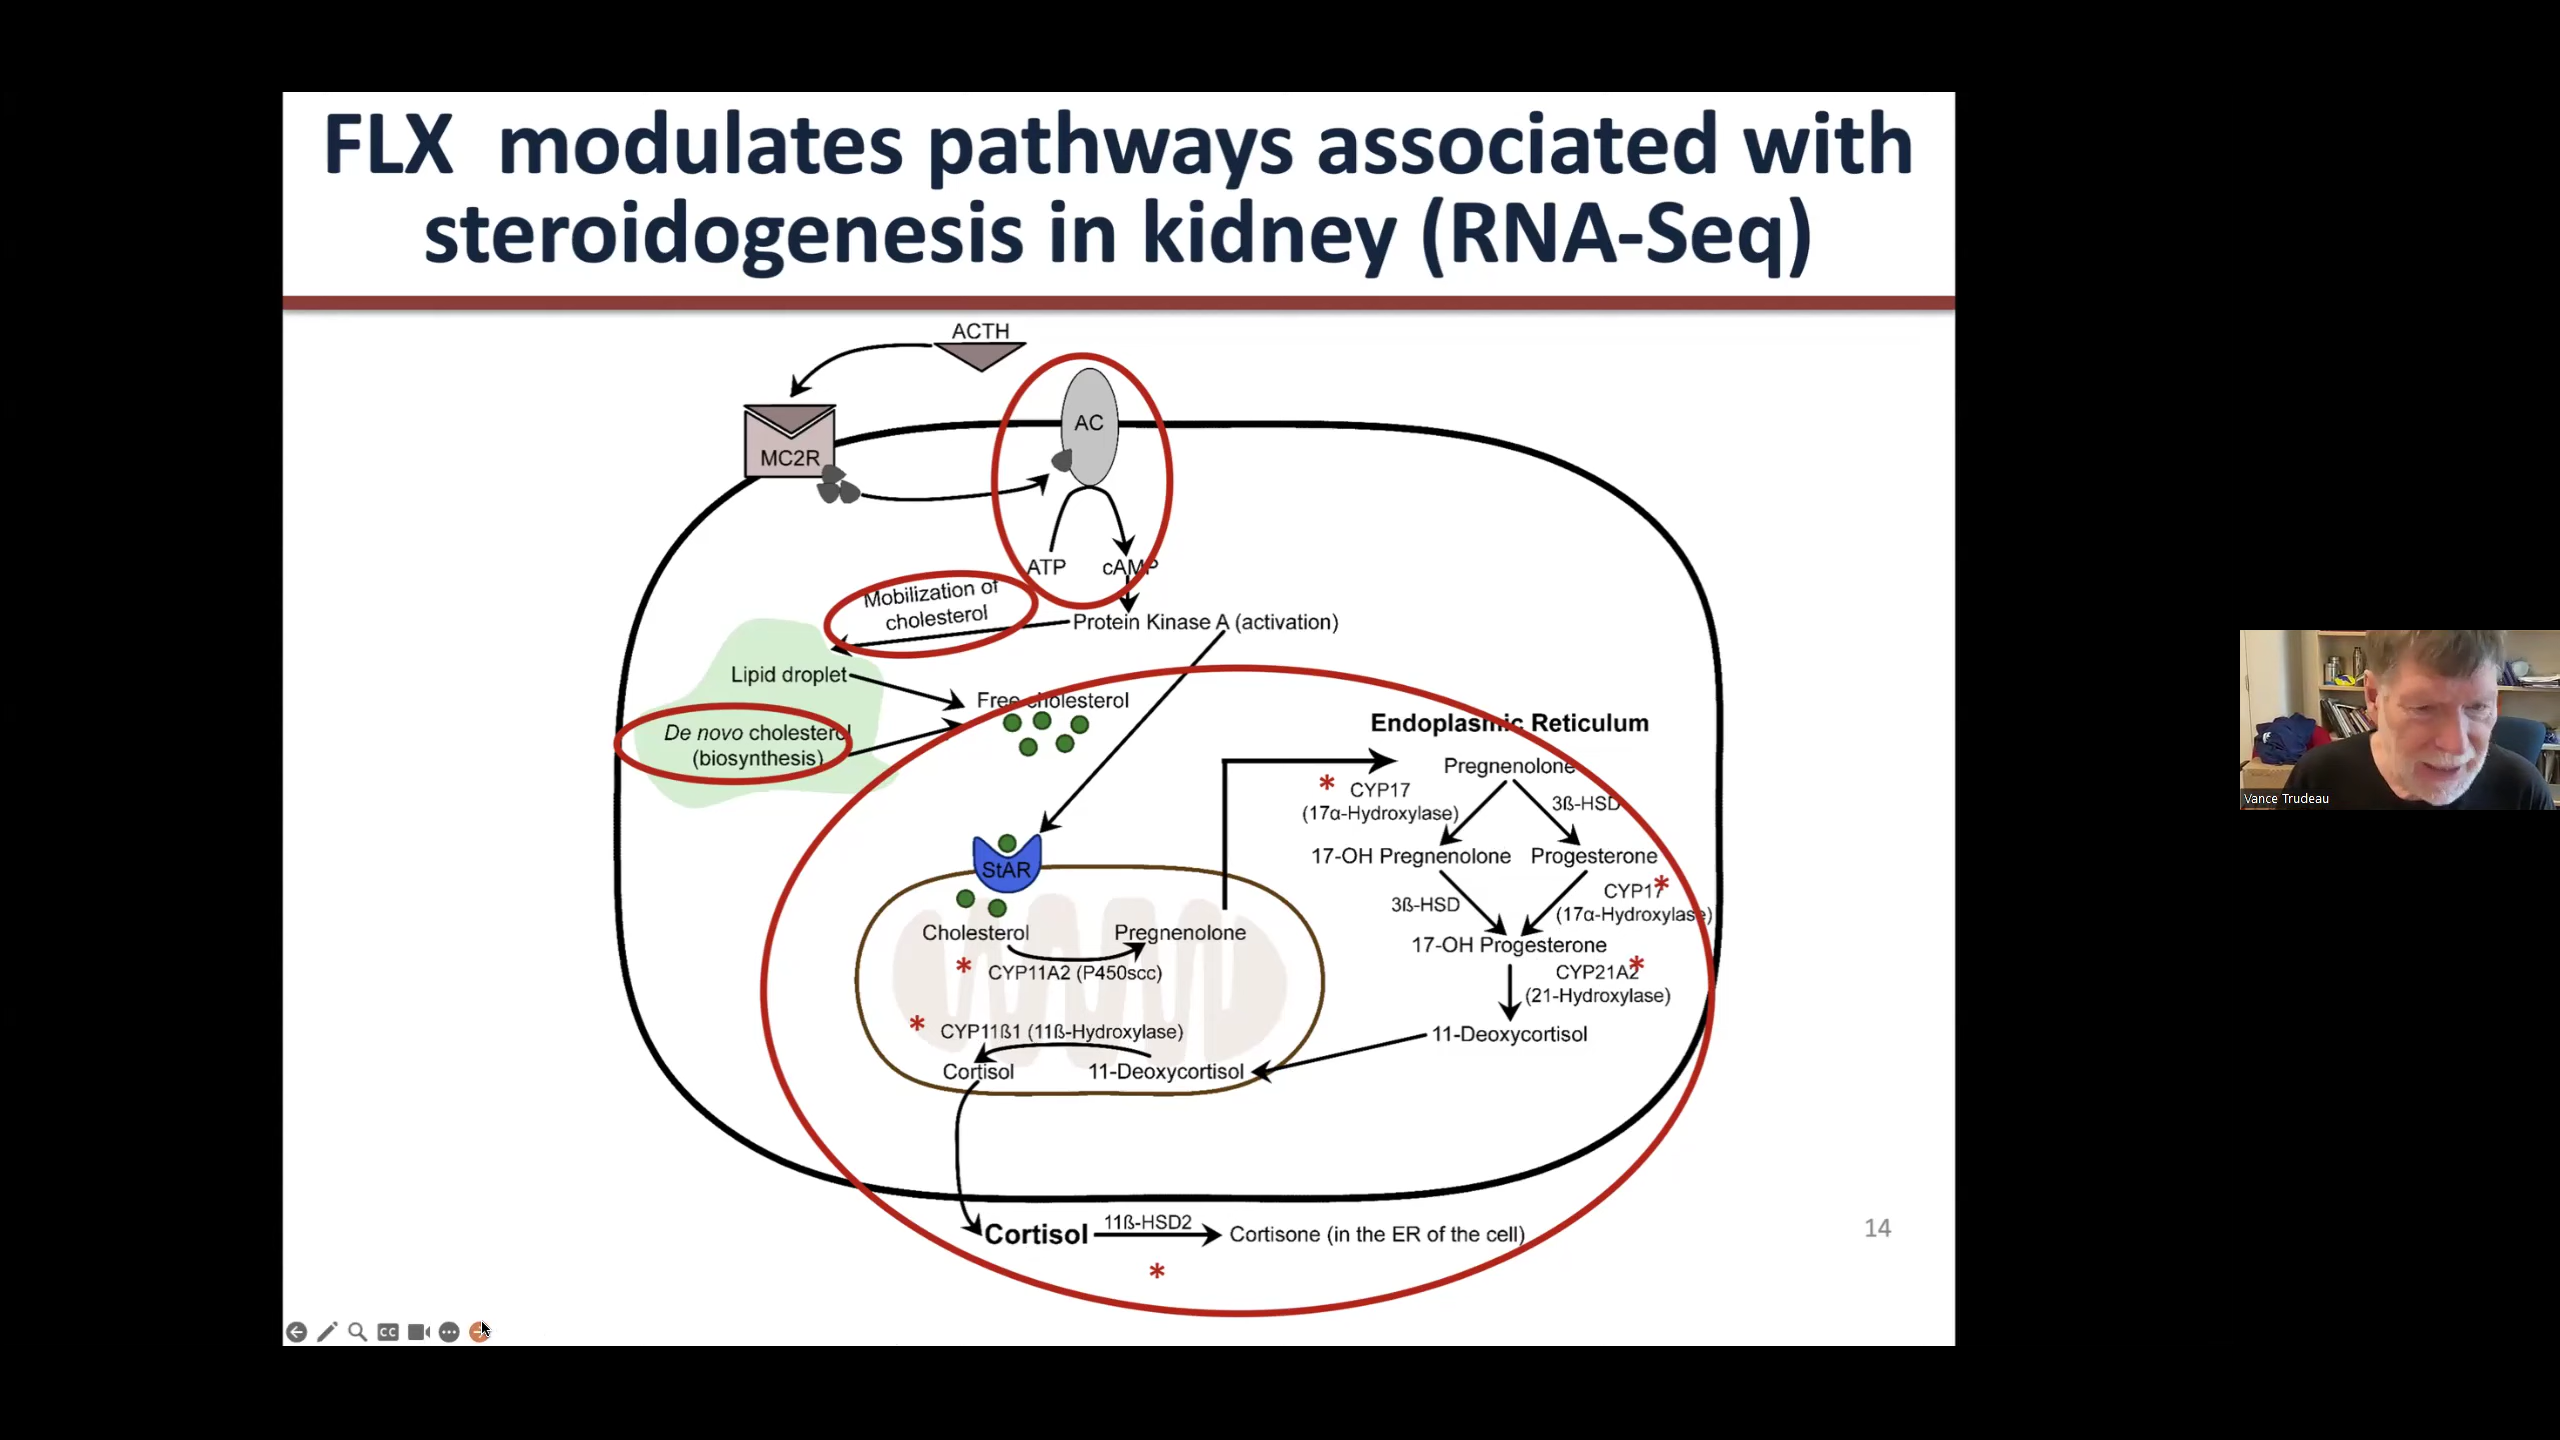 FLX  modulates pathways associated with
steroidogenesis in kidney (RNA-Seq)
ACTH
AC
MC2R
ATP
cAMP
Mobilization of
cholesterol
Protein Kinase A (activation)
Lipid droplet
Free cholesterol
De novo cholesterol
(biosynthesis)
Endoplasmic Reticulum
Pregnenolone
* CYP17
(17α-Hydroxylase)
3ß-HSD
17-OH Pregnenolone
Progesterone
CYP17*
(17α-Hydroxylase)
3ß-HSD
17-OH Progesterone
CYP21A2*
(21-Hydroxylase)
11-Deoxycortisol
StAR
Cholesterol
Pregnenolone
* CYP11A2 (P450scc)
* CYP11ß1 (11ß-Hydroxylase)
Cortisol
11-Deoxycortisol
Cortisol
11ß-HSD2
Cortisone (in the ER of the cell)
*
14
CC
Vance Trudeau